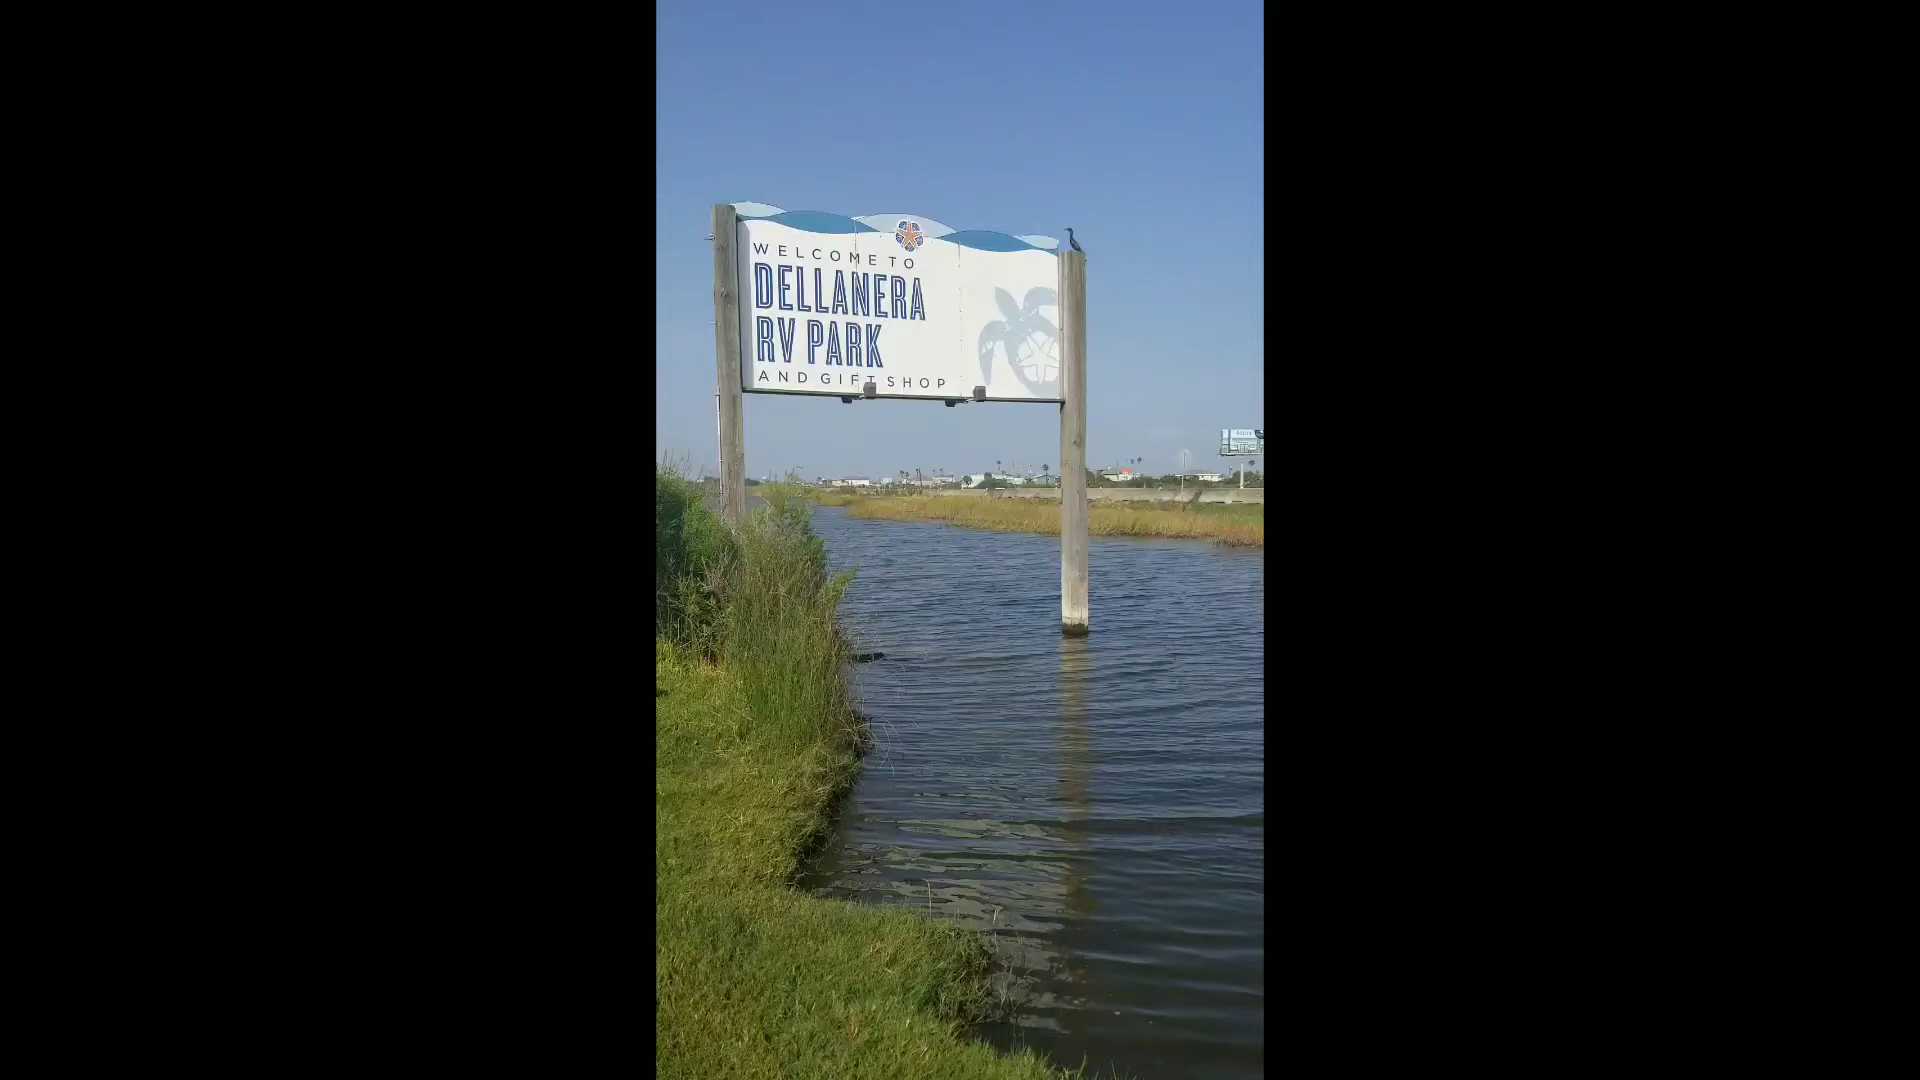 WELCOME TO
DELLANERA
RV PARK
AND GIFT SHOP